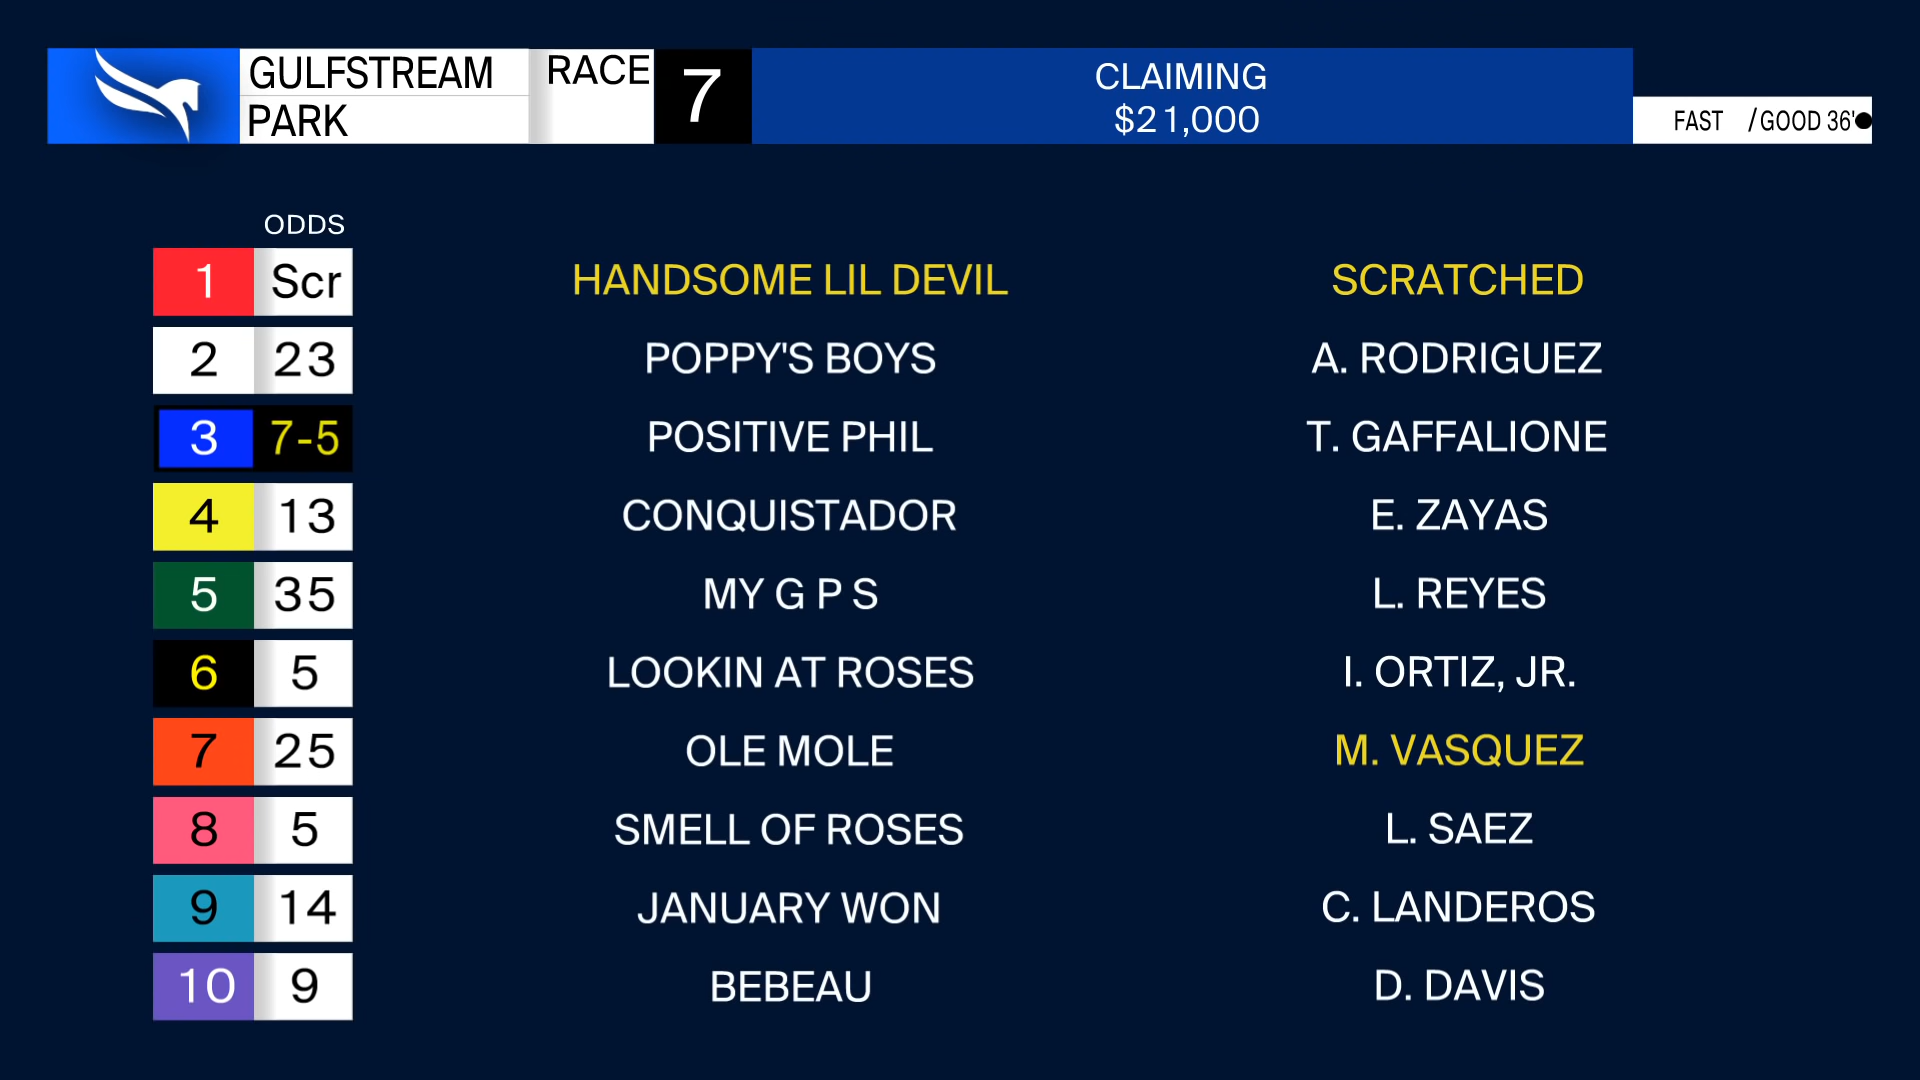 GULFSTREAM PARK RACE 7
CLAIMING
$21,000
FAST /GOOD 36'
ODDS
1 Scr HANDSOME LIL DEVIL SCRATCHED
2 23 POPPY'S BOYS A. RODRIGUEZ
3 7-5 POSITIVE PHIL T. GAFFALIONE
4 13 CONQUISTADOR E. ZAYAS
5 35 MY G P S L. REYES
6 5 LOOKIN AT ROSES I. ORTIZ, JR.
7 25 OLE MOLE M. VASQUEZ
8 5 SMELL OF ROSES L. SAEZ
9 14 JANUARY WON C. LANDEROS
10 9 BEBEAU D. DAVIS